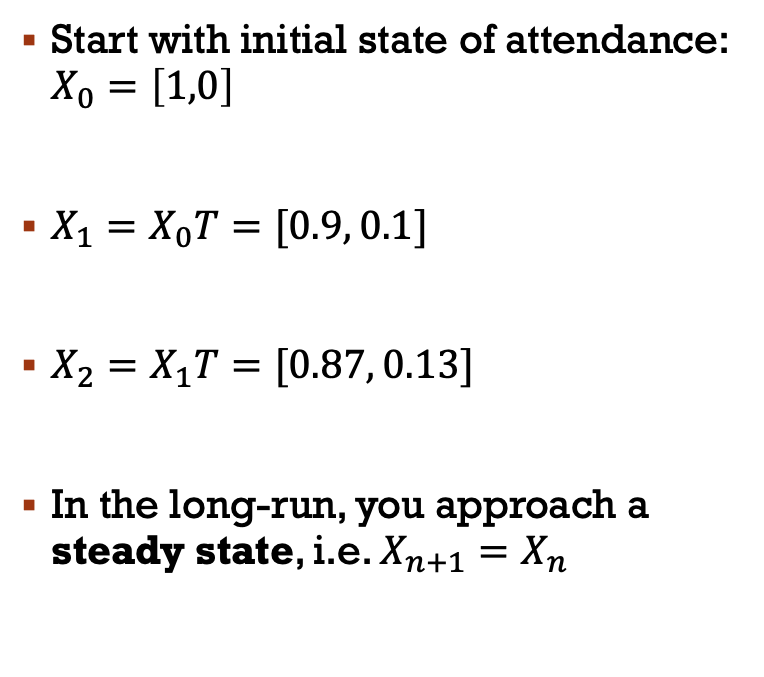 ▪ Start with initial state of attendance:
X₀ = [1,0]
▪ X₁ = X₀T = [0.9, 0.1]
▪ X₂ = X₁T = [0.87, 0.13]
▪ In the long-run, you approach a
steady state, i.e. Xₙ₊₁ = Xₙ